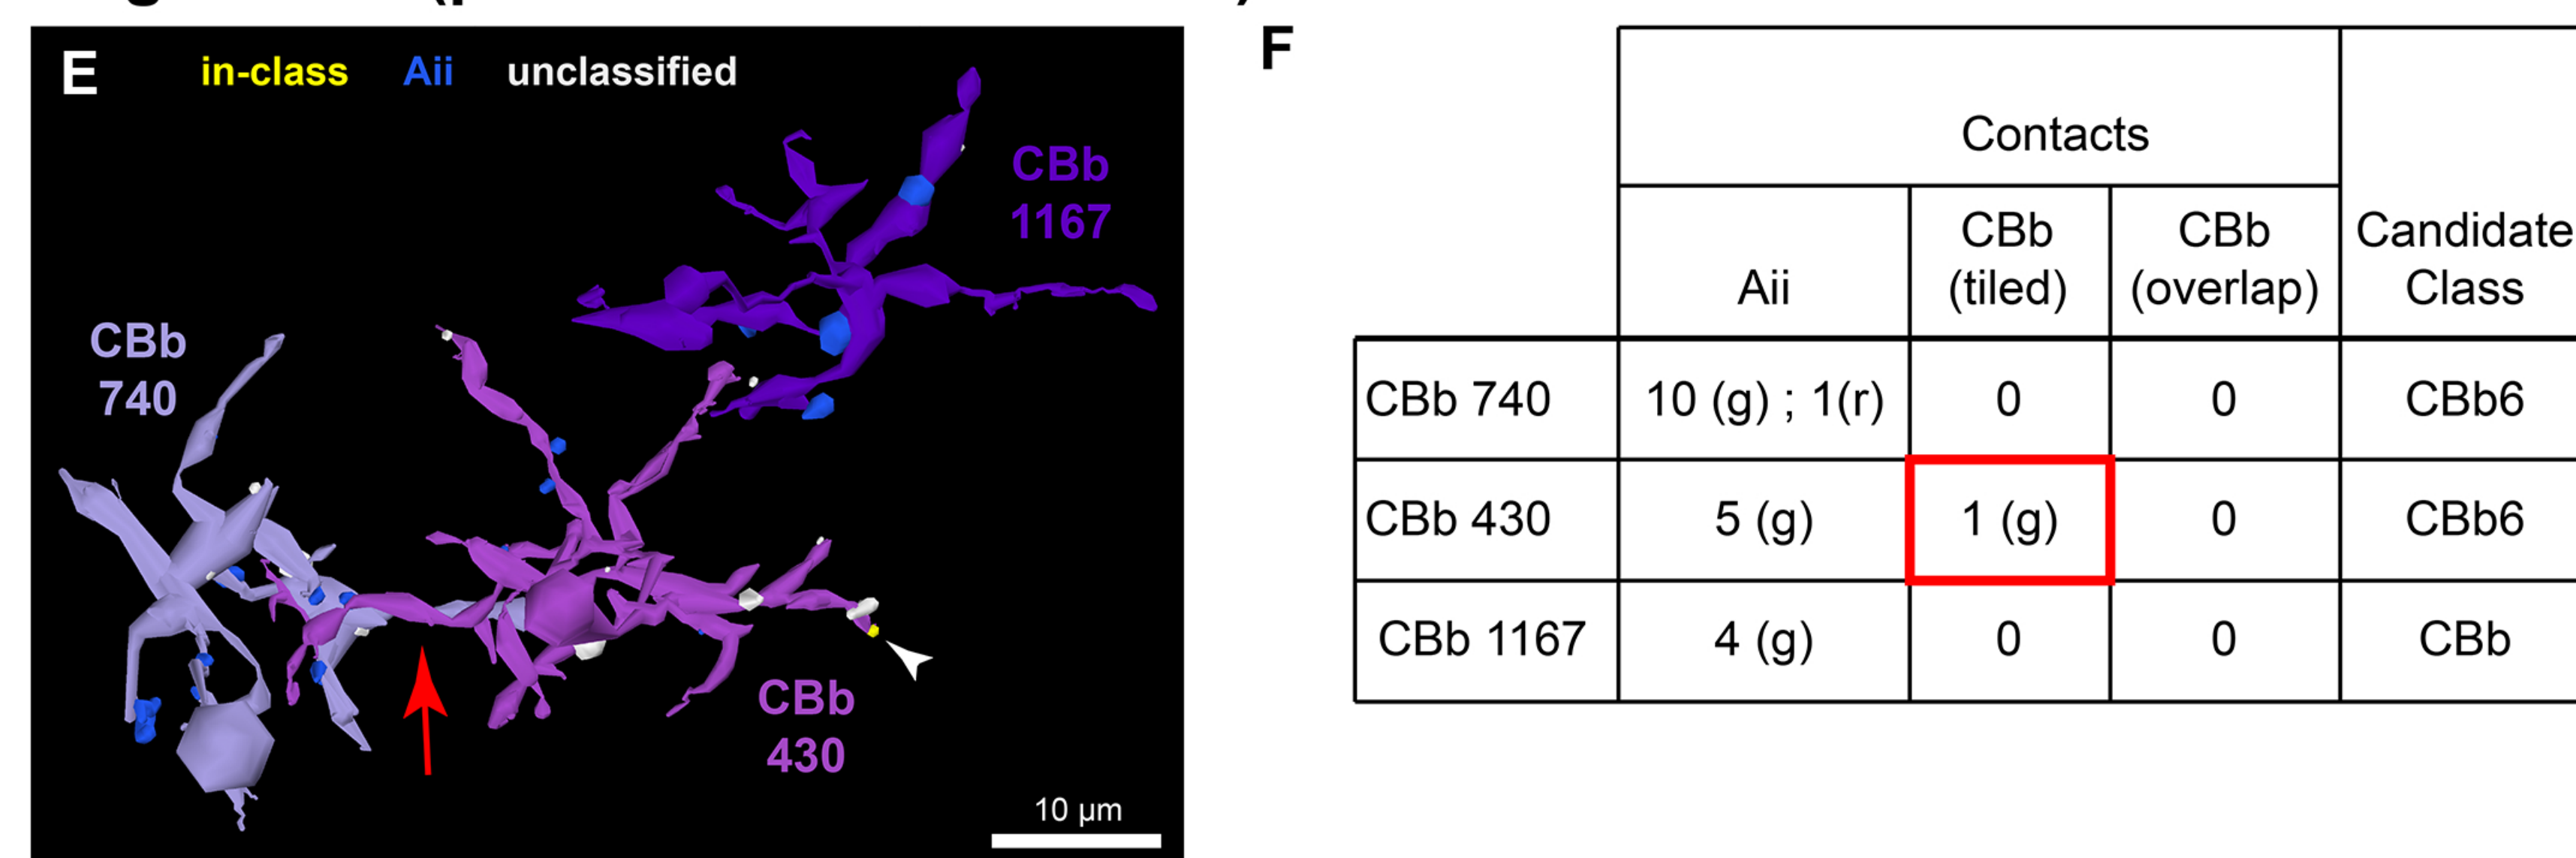 E in-class Aii unclassified
CBb
1167
CBb
740
CBb
430
10 µm
F
Contacts
Aii
CBb
(tiled)
CBb
(overlap)
Candidate
Class
CBb 740 10 (g) ; 1(r) 0 0 CBb6
CBb 430 5 (g) 1 (g) 0 CBb6
CBb 1167 4 (g) 0 0 CBb